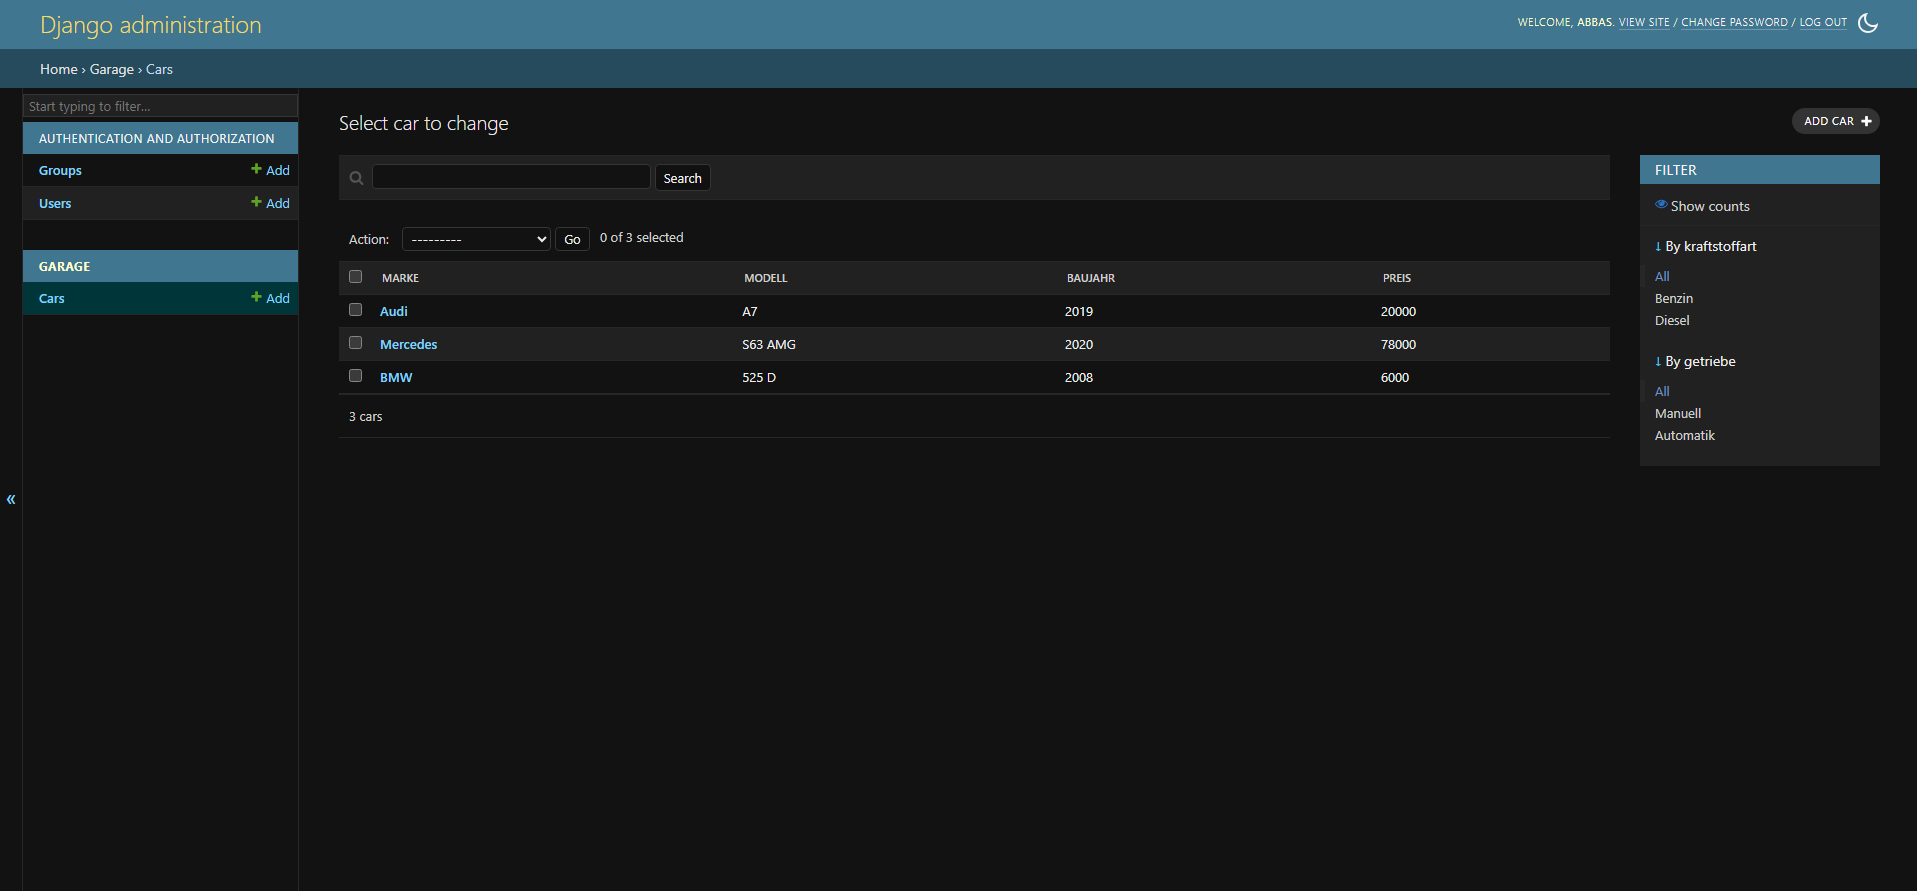 Django administration
WELCOME, ABBAS. VIEW SITE / CHANGE PASSWORD / LOG OUT
Home › Garage › Cars
Start typing to filter...
AUTHENTICATION AND AUTHORIZATION
Groups + Add
Users + Add
GARAGE
Cars + Add
«
Select car to change
ADD CAR +
Search
Action: --------- Go 0 of 3 selected
MARKE MODELL BAUJAHR PREIS
Audi A7 2019 20000
Mercedes S63 AMG 2020 78000
BMW 525 D 2008 6000
3 cars
FILTER
Show counts
↓ By kraftstoffart
All
Benzin
Diesel
↓ By getriebe
All
Manuell
Automatik